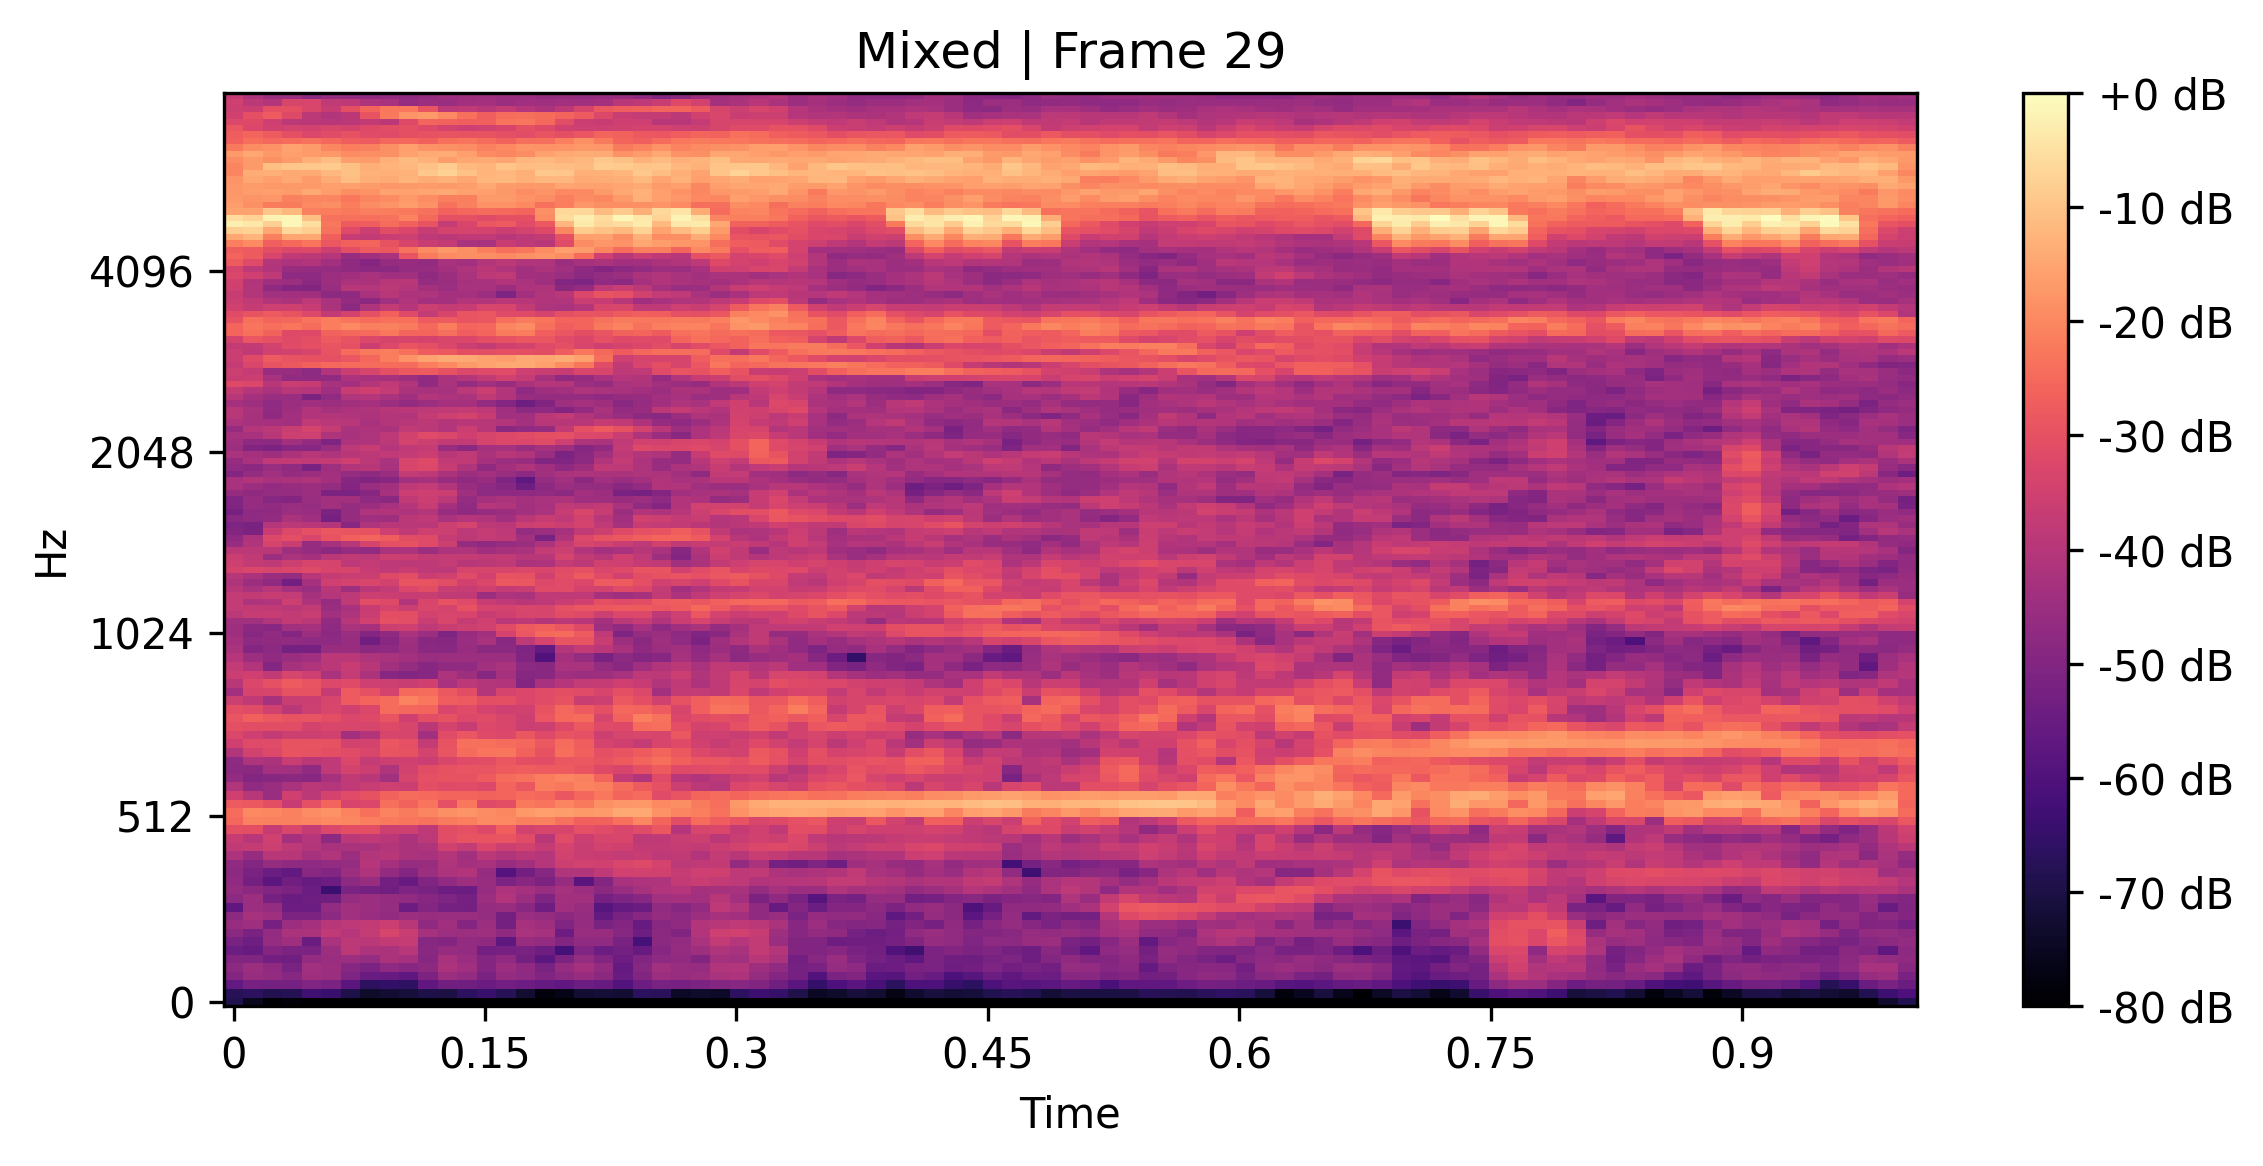 Mixed | Frame 29
+0 dB
-10 dB
-20 dB
-30 dB
-40 dB
-50 dB
-60 dB
-70 dB
-80 dB
Hz
4096
2048
1024
512
0
0 0.15 0.3 0.45 0.6 0.75 0.9
Time